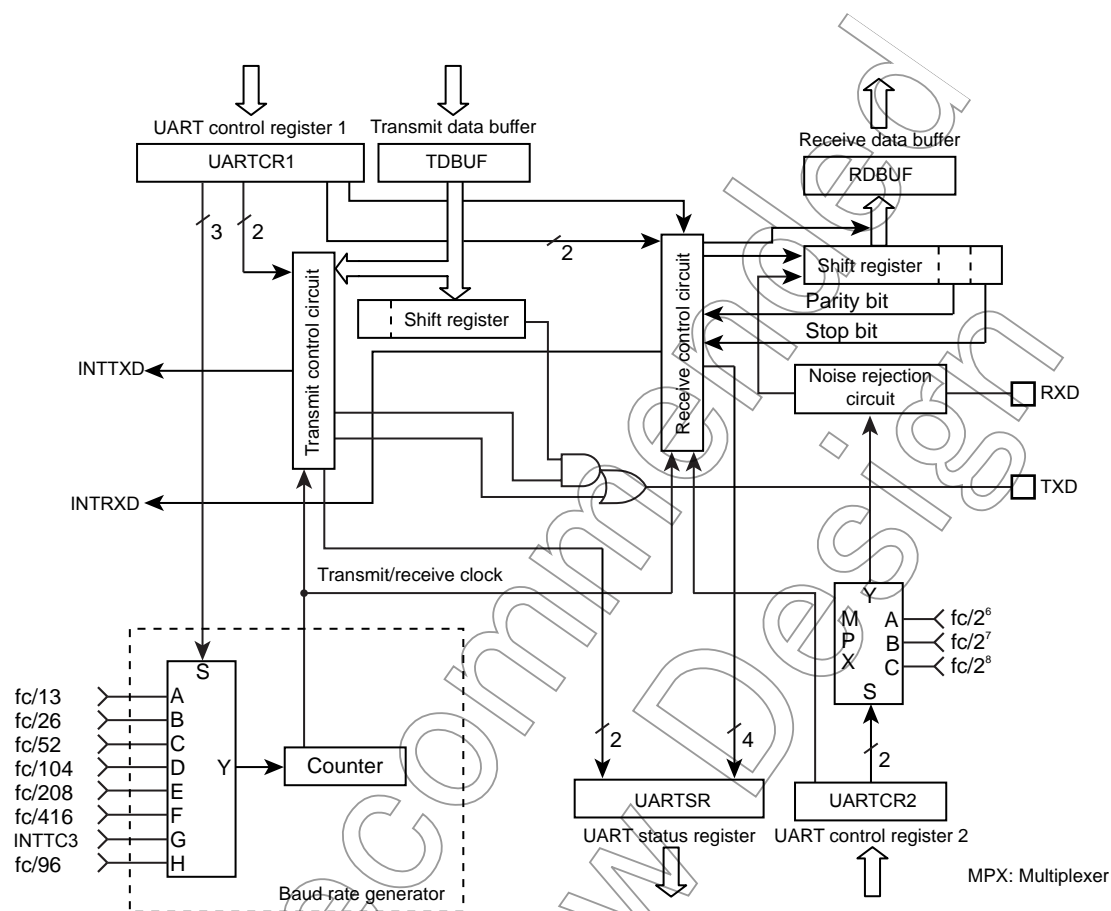 UART control register 1
Transmit data buffer
Receive data buffer
UARTCR1
TDBUF
RDBUF
3
2
2
Shift register
Parity bit
Stop bit
Transmit control circuit
Shift register
Receive control circuit
Noise rejection
circuit
RXD
INTTXD
INTRXD
TXD
Transmit/receive clock
Y
M
P
X
A
B
C
S
fc/2⁶
fc/2⁷
fc/2⁸
2
S
fc/13
A
fc/26
B
fc/52
C
fc/104
D
Y
Counter
fc/208
E
fc/416
F
INTTC3
G
fc/96
H
Baud rate generator
2
4
UARTSR
UART status register
UARTCR2
UART control register 2
MPX: Multiplexer
ecommended
w Design